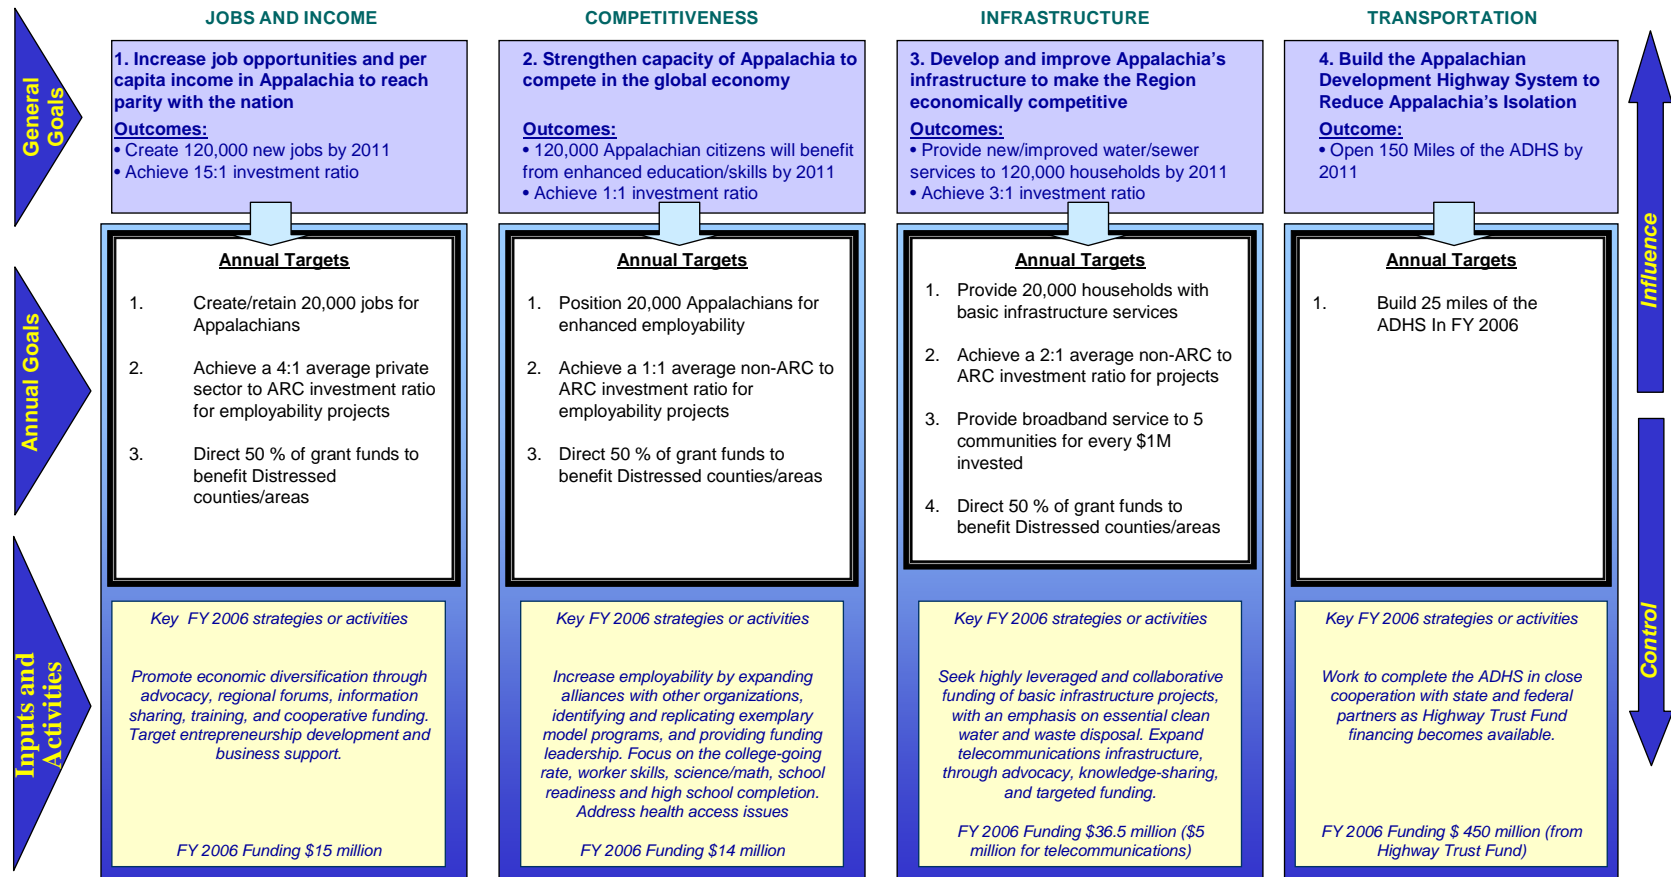 JOBS AND INCOME
COMPETITIVENESS
INFRASTRUCTURE
TRANSPORTATION
General
Goals
1. Increase job opportunities and per
capita income in Appalachia to reach
parity with the nation
Outcomes:
• Create 120,000 new jobs by 2011
• Achieve 15:1 investment ratio
2. Strengthen capacity of Appalachia to
compete in the global economy
Outcomes:
• 120,000 Appalachian citizens will benefit
from enhanced education/skills by 2011
• Achieve 1:1 investment ratio
3. Develop and improve Appalachia's
infrastructure to make the Region
economically competitive
Outcomes:
• Provide new/improved water/sewer
services to 120,000 households by 2011
• Achieve 3:1 investment ratio
4. Build the Appalachian
Development Highway System to
Reduce Appalachia's Isolation
Outcome:
• Open 150 Miles of the ADHS by
2011
Influence
Annual Goals
Annual Targets
1. Create/retain 20,000 jobs for
Appalachians
2. Achieve a 4:1 average private
sector to ARC investment ratio
for employability projects
3. Direct 50 % of grant funds to
benefit Distressed
counties/areas
Annual Targets
1. Position 20,000 Appalachians for
enhanced employability
2. Achieve a 1:1 average non-ARC to
ARC investment ratio for
employability projects
3. Direct 50 % of grant funds to
benefit Distressed counties/areas
Annual Targets
1. Provide 20,000 households with
basic infrastructure services
2. Achieve a 2:1 average non-ARC to
ARC investment ratio for projects
3. Provide broadband service to 5
communities for every $1M
invested
4. Direct 50 % of grant funds to
benefit Distressed counties/areas
Annual Targets
1. Build 25 miles of the
ADHS In FY 2006
Control
Inputs and
Activities
Key FY 2006 strategies or activities
Promote economic diversification through
advocacy, regional forums, information
sharing, training, and cooperative funding.
Target entrepreneurship development and
business support.
FY 2006 Funding $15 million
Key FY 2006 strategies or activities
Increase employability by expanding
alliances with other organizations,
identifying and replicating exemplary
model programs, and providing funding
leadership. Focus on the college-going
rate, worker skills, science/math, school
readiness and high school completion.
Address health access issues
FY 2006 Funding $14 million
Key FY 2006 strategies or activities
Seek highly leveraged and collaborative
funding of basic infrastructure projects,
with an emphasis on essential clean
water and waste disposal. Expand
telecommunications infrastructure,
through advocacy, knowledge-sharing,
and targeted funding.
FY 2006 Funding $36.5 million ($5
million for telecommunications)
Key FY 2006 strategies or activities
Work to complete the ADHS in close
cooperation with state and federal
partners as Highway Trust Fund
financing becomes available.
FY 2006 Funding $ 450 million (from
Highway Trust Fund)